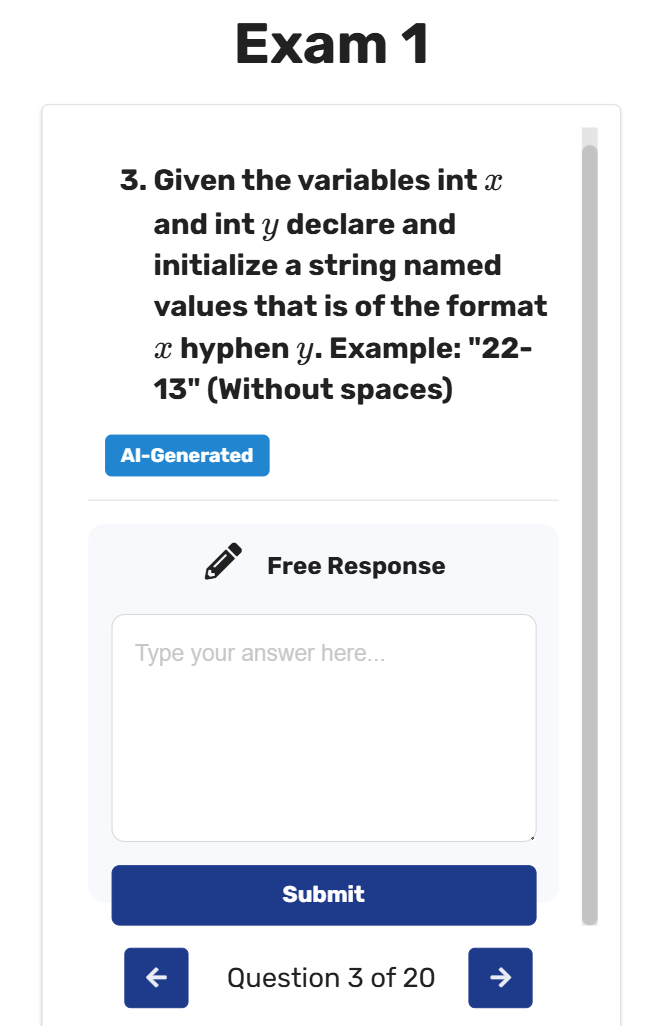 Exam 1
3. Given the variables int x
and int y declare and
initialize a string named
values that is of the format
x hyphen y. Example: "22-
13" (Without spaces)
AI-Generated
Free Response
Type your answer here...
Submit
Question 3 of 20